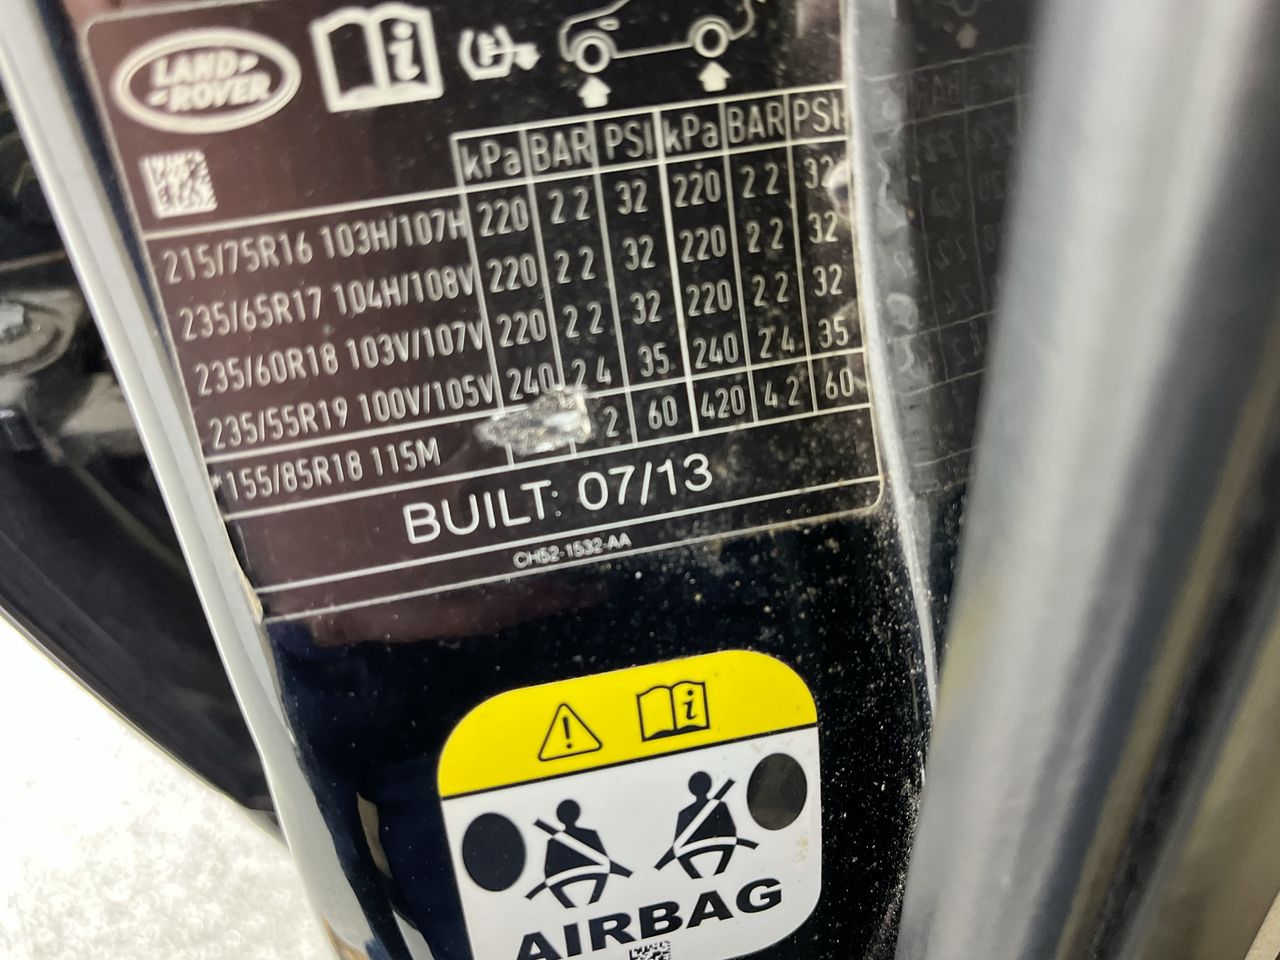 LAND ROVER
kPa BAR PSI kPa BAR PSI
215/75R16 103H/107H 220 2 2 32 220 2 2 32
235/65R17 104H/108V 220 2 2 32 220 2 2 32
235/60R18 103V/107V 220 2 2 32 220 2 2 32
235/55R19 100V/105V 240 2 4 35 240 2 4 35
*155/85R18 115M 2 60 420 4.2 60
BUILT: 07/13
CH52-1532-AA
AIRBAG